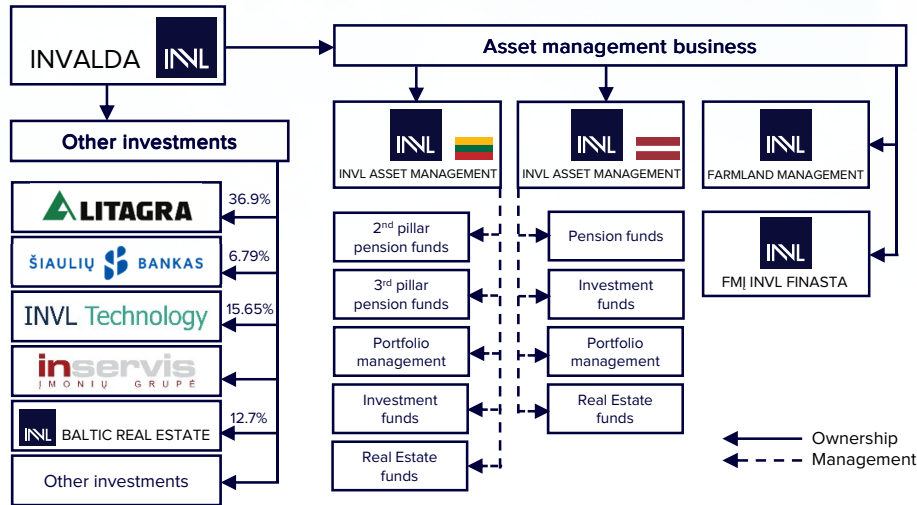 INVALDA INVL
Asset management business
Other investments
ALITAGRA
36.9%
ŠIAULIŲ BANKAS
6.79%
INVL Technology
15.65%
inservis
ĮMONIŲ GRUPĖ
INVL BALTIC REAL ESTATE
12.7%
Other investments
INVL
INVL ASSET MANAGEMENT
2nd pillar
pension funds
3rd pillar
pension funds
Portfolio
management
Investment
funds
Real Estate
funds
INVL
INVL ASSET MANAGEMENT
Pension funds
Investment
funds
Portfolio
management
Real Estate
funds
INVL
FARMLAND MANAGEMENT
INVL
FMĮ INVL FINASTA
Ownership
Management